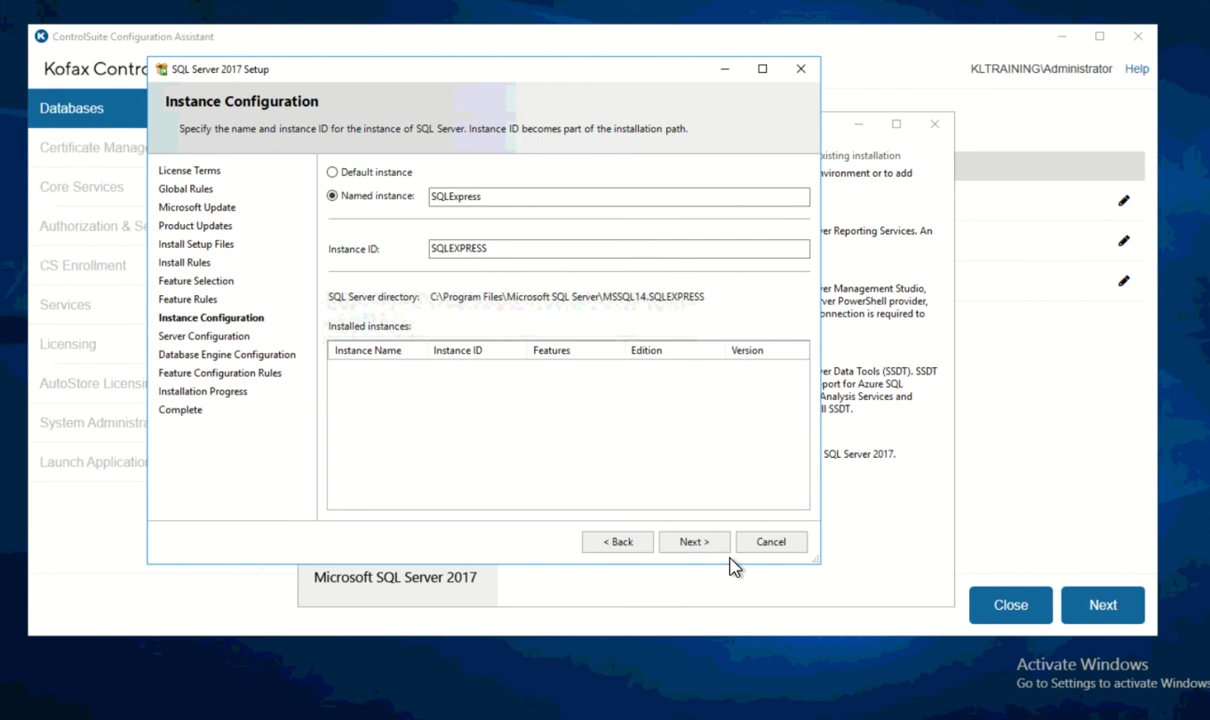 ControlSuite Configuration Assistant
Kofax Contro
KLTRAINING\Administrator
Help
Databases
Certificate Manag
Core Services
Authorization & Se
CS Enrollment
Services
Licensing
AutoStore Licensi
System Administra
Launch Application
SQL Server 2017 Setup
Instance Configuration
Specify the name and instance ID for the instance of SQL Server. Instance ID becomes part of the installation path.
License Terms
Global Rules
Microsoft Update
Product Updates
Install Setup Files
Install Rules
Feature Selection
Feature Rules
Instance Configuration
Server Configuration
Database Engine Configuration
Feature Configuration Rules
Installation Progress
Complete
Default instance
Named instance: SQLExpress
Instance ID: SQLEXPRESS
SQL Server directory: C:\Program Files\Microsoft SQL Server\MSSQL14.SQLEXPRESS
Installed instances:
Instance Name Instance ID Features Edition Version
< Back Next > Cancel
xisting installation
vironment or to add
er Reporting Services. An
er Management Studio,
ver PowerShell provider,
onnection is required to
er Data Tools (SSDT). SSDT
port for Azure SQL
Analysis Services and
ll SSDT.
SQL Server 2017.
Microsoft SQL Server 2017
Close Next
Activate Windows
Go to Settings to activate Windows